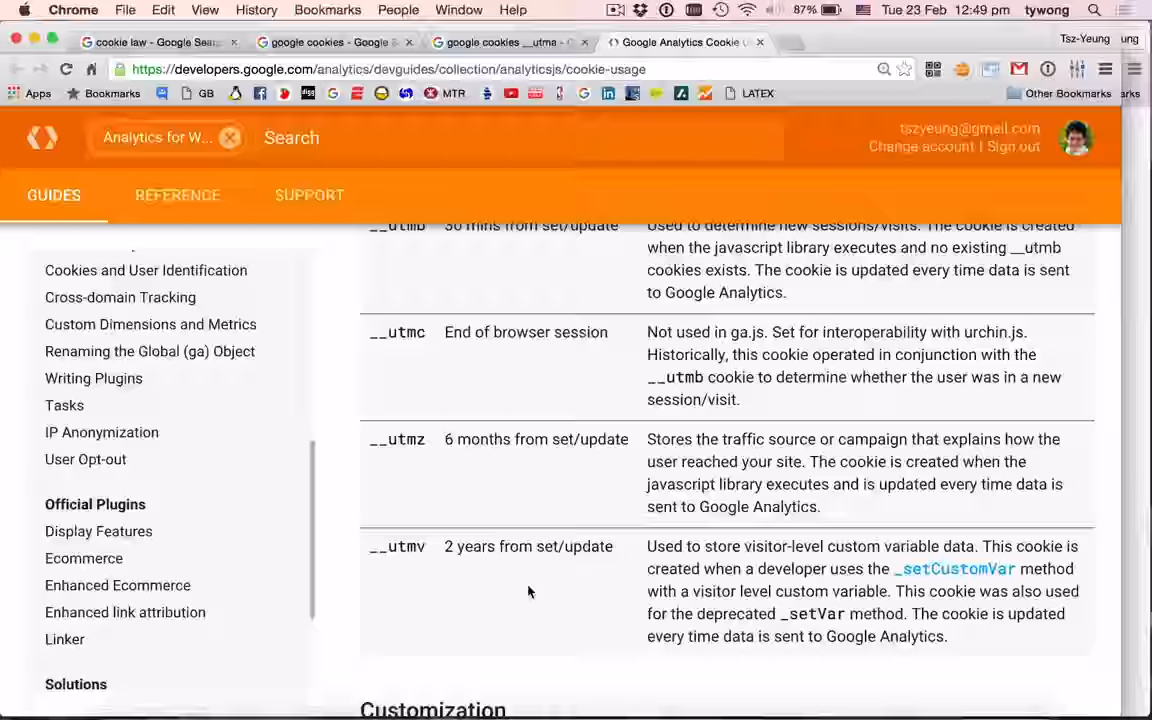 Chrome File Edit View History Bookmarks People Window Help 87% Tue 23 Feb 12:49 pm tywong
cookie law - Google Sear
google cookies - Google S
google cookies __utma -
Google Analytics Cookie U
Tsz-Yeung
ung
https://developers.google.com/analytics/devguides/collection/analyticsjs/cookie-usage
Apps Bookmarks GB digg MTR LATEX Other Bookmarks arks
Analytics for W... Search
tszyeung@gmail.com
Change account | Sign out
GUIDES REFERENCE SUPPORT
Cookies and User Identification
Cross-domain Tracking
Custom Dimensions and Metrics
Renaming the Global (ga) Object
Writing Plugins
Tasks
IP Anonymization
User Opt-out
Official Plugins
Display Features
Ecommerce
Enhanced Ecommerce
Enhanced link attribution
Linker
Solutions
__utmb 30 mins from set/update Used to determine new sessions/visits. The cookie is created
when the javascript library executes and no existing __utmb
cookies exists. The cookie is updated every time data is sent
to Google Analytics.
__utmc End of browser session Not used in ga.js. Set for interoperability with urchin.js.
Historically, this cookie operated in conjunction with the
__utmb cookie to determine whether the user was in a new
session/visit.
__utmz 6 months from set/update Stores the traffic source or campaign that explains how the
user reached your site. The cookie is created when the
javascript library executes and is updated every time data is
sent to Google Analytics.
__utmv 2 years from set/update Used to store visitor-level custom variable data. This cookie is
created when a developer uses the _setCustomVar method
with a visitor level custom variable. This cookie was also used
for the deprecated _setVar method. The cookie is updated
every time data is sent to Google Analytics.
Customization